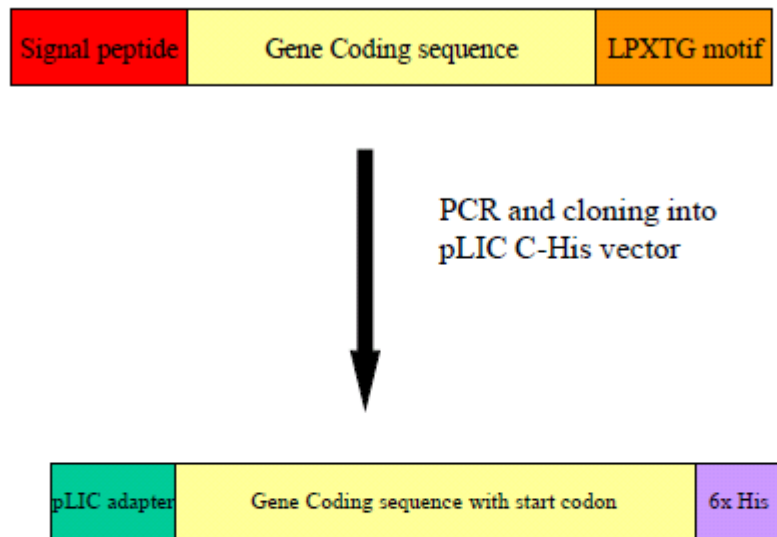 Signal peptide
Gene Coding sequence
LPXTG motif
PCR and cloning into
pLIC C-His vector
pLIC adapter
Gene Coding sequence with start codon
6x His